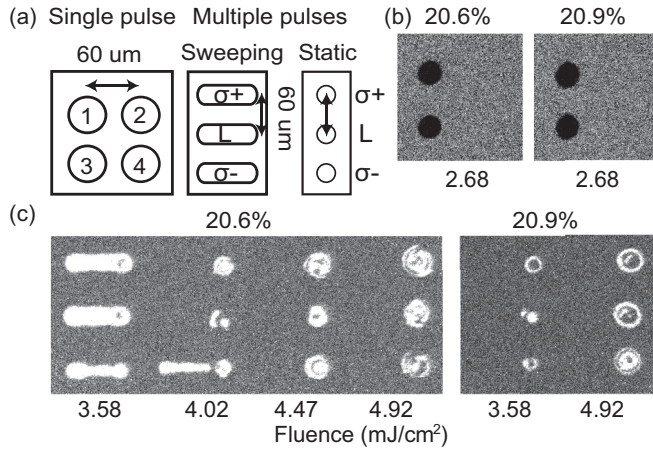 (a) Single pulse Multiple pulses
60 um Sweeping Static
1 2
3 4
σ+
L
σ-
60 um
σ+
L
σ-
(b) 20.6% 20.9%
2.68 2.68
(c) 20.6% 20.9%
3.58 4.02 4.47 4.92 3.58 4.92
Fluence (mJ/cm²)